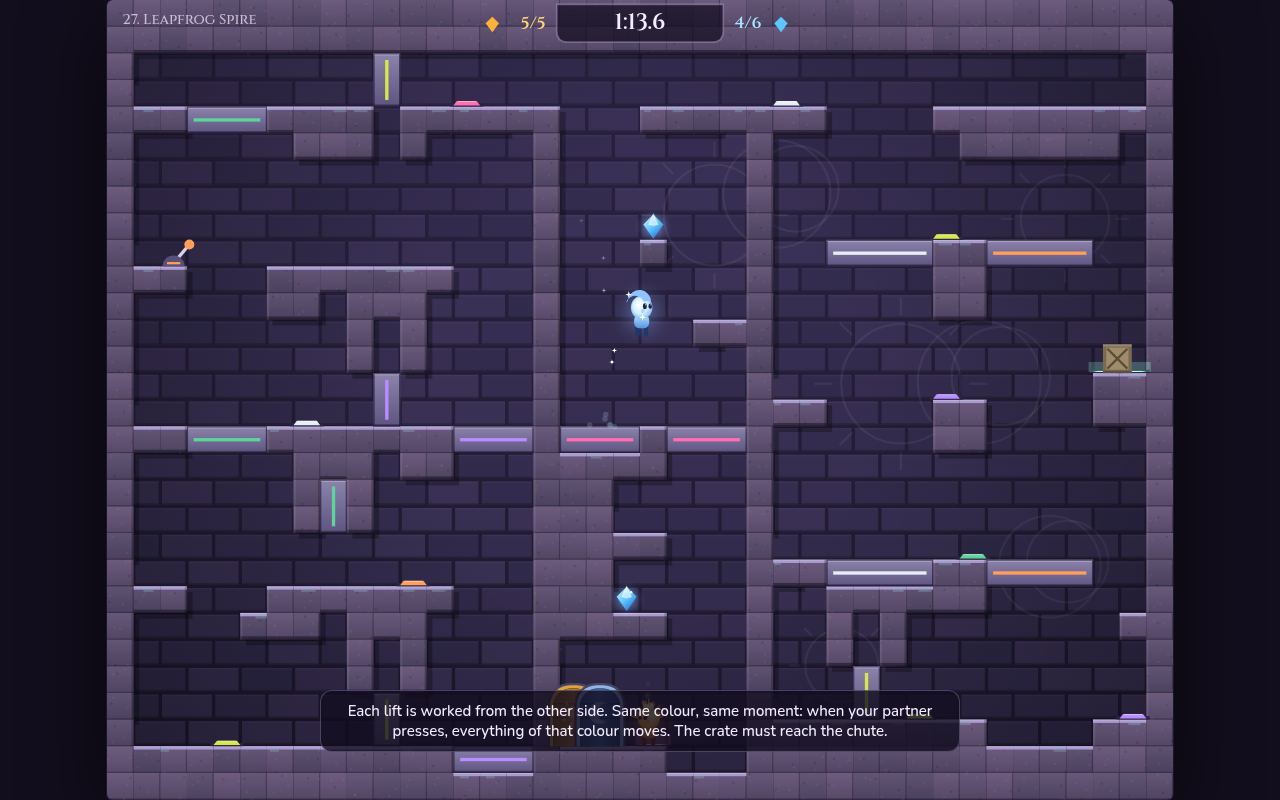 27. Leapfrog Spire
5/5
1:13.6
4/6
Each lift is worked from the other side. Same colour, same moment: when your partner
presses, everything of that colour moves. The crate must reach the chute.